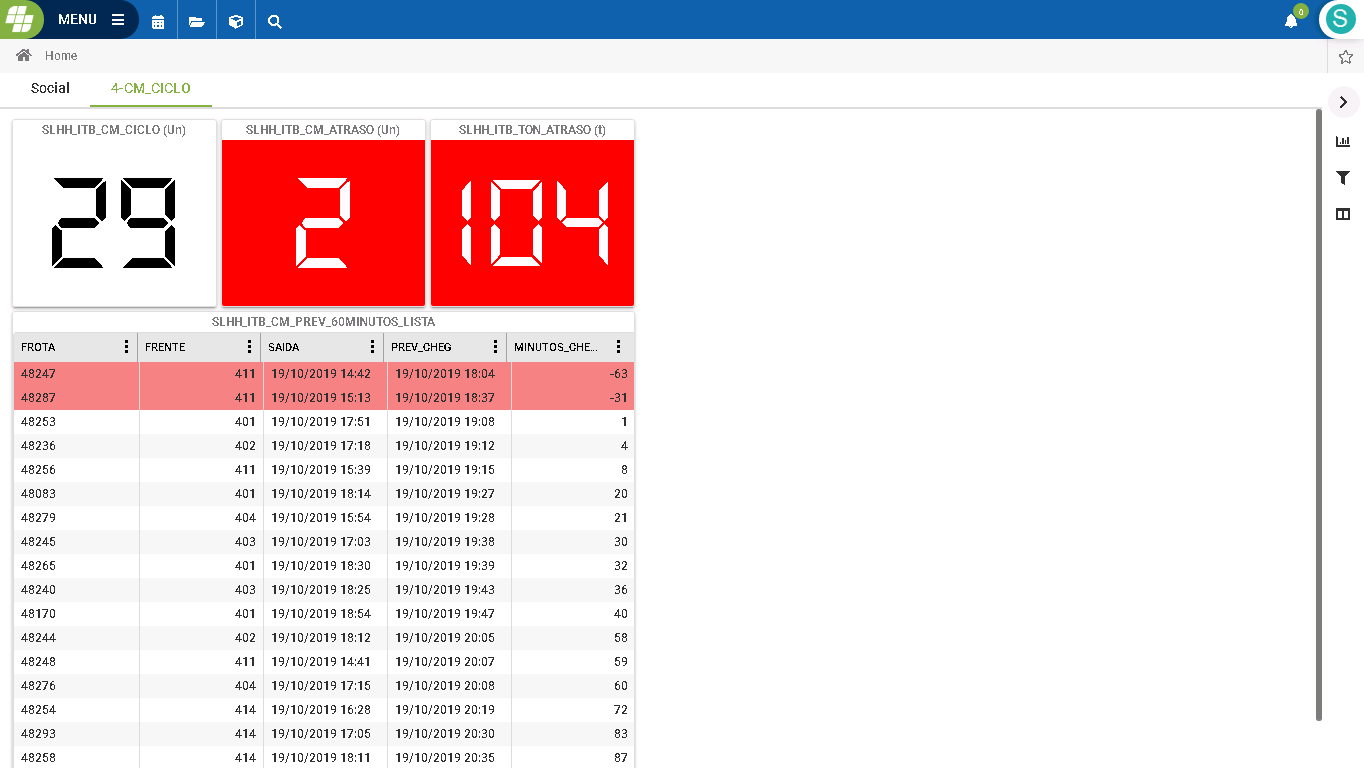 MENU
0
S
Home
Social 4-CM_CICLO
SLHH_ITB_CM_CICLO (Un) SLHH_ITB_CM_ATRASO (Un) SLHH_ITB_TON_ATRASO (t)
29 2 104
SLHH_ITB_CM_PREV_60MINUTOS_LISTA
FROTA FRENTE SAIDA PREV_CHEG MINUTOS_CHE...
48247 411 19/10/2019 14:42 19/10/2019 18:04 -63
48287 411 19/10/2019 15:13 19/10/2019 18:37 -31
48253 401 19/10/2019 17:51 19/10/2019 19:08 1
48236 402 19/10/2019 17:18 19/10/2019 19:12 4
48256 411 19/10/2019 15:39 19/10/2019 19:15 8
48083 401 19/10/2019 18:14 19/10/2019 19:27 20
48279 404 19/10/2019 15:54 19/10/2019 19:28 21
48245 403 19/10/2019 17:03 19/10/2019 19:38 30
48265 401 19/10/2019 18:30 19/10/2019 19:39 32
48240 403 19/10/2019 18:25 19/10/2019 19:43 36
48170 401 19/10/2019 18:54 19/10/2019 19:47 40
48244 402 19/10/2019 18:12 19/10/2019 20:05 58
48248 411 19/10/2019 14:41 19/10/2019 20:07 59
48276 404 19/10/2019 17:15 19/10/2019 20:08 60
48254 414 19/10/2019 16:28 19/10/2019 20:19 72
48293 414 19/10/2019 17:05 19/10/2019 20:30 83
48258 414 19/10/2019 18:11 19/10/2019 20:35 87